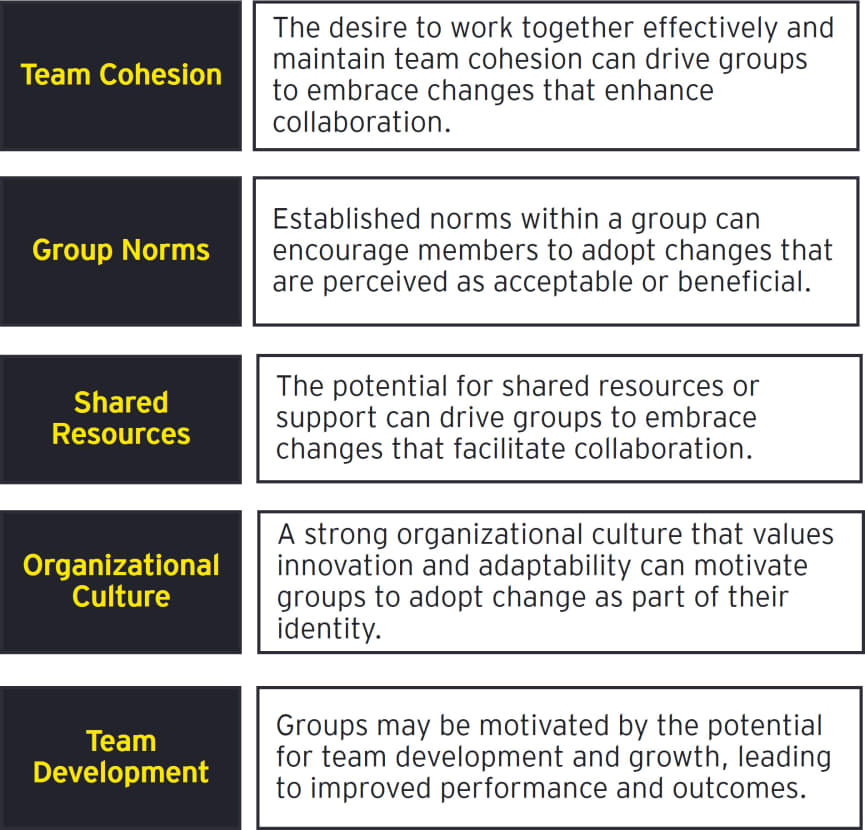 Team Cohesion
The desire to work together effectively and
maintain team cohesion can drive groups
to embrace changes that enhance
collaboration.
Group Norms
Established norms within a group can
encourage members to adopt changes that
are perceived as acceptable or beneficial.
Shared
Resources
The potential for shared resources or
support can drive groups to embrace
changes that facilitate collaboration.
Organizational
Culture
A strong organizational culture that values
innovation and adaptability can motivate
groups to adopt change as part of their
identity.
Team
Development
Groups may be motivated by the potential
for team development and growth, leading
to improved performance and outcomes.